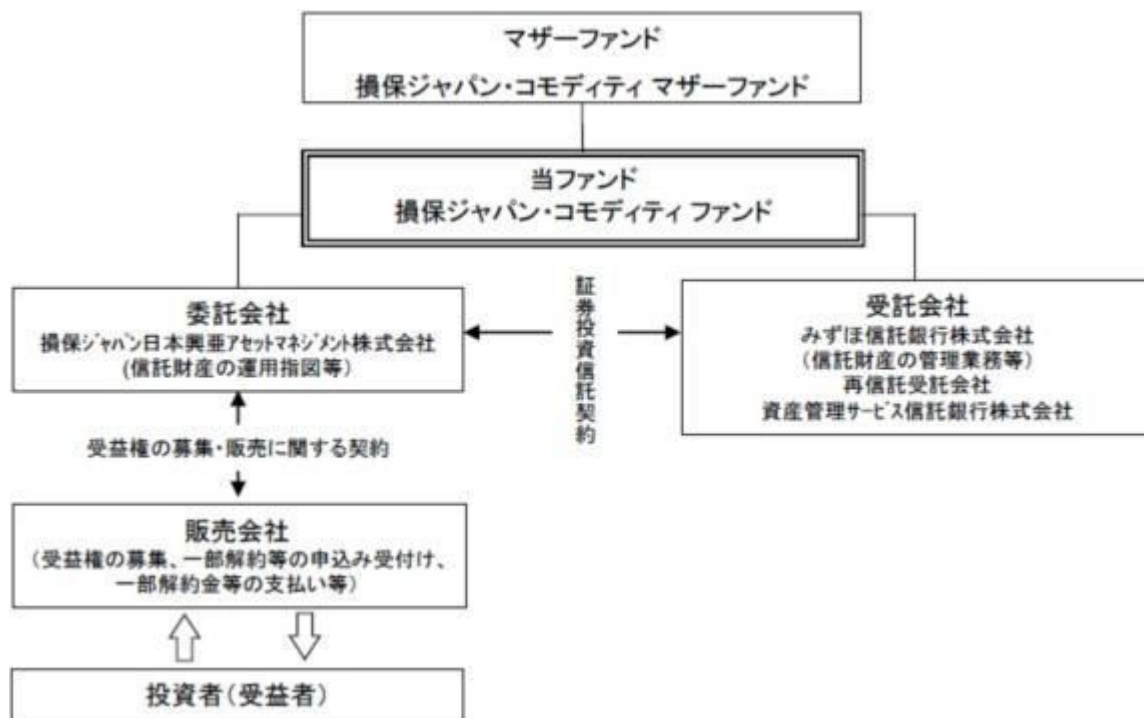 マザーファンド
損保ジャパン・コモディティ マザーファンド
当ファンド
損保ジャパン・コモディティ ファンド
委託会社
損保ｼﾞｬﾊﾟﾝ日本興亜ｱｾｯﾄﾏﾈｼﾞﾒﾝﾄ株式会社
(信託財産の運用指図等)
証券投資信託契約
受託会社
みずほ信託銀行株式会社
(信託財産の管理業務等)
再信託受託会社
資産管理サービス信託銀行株式会社
受益権の募集・販売に関する契約
販売会社
(受益権の募集、一部解約等の申込み受付け、
一部解約金等の支払い等)
投資者(受益者)